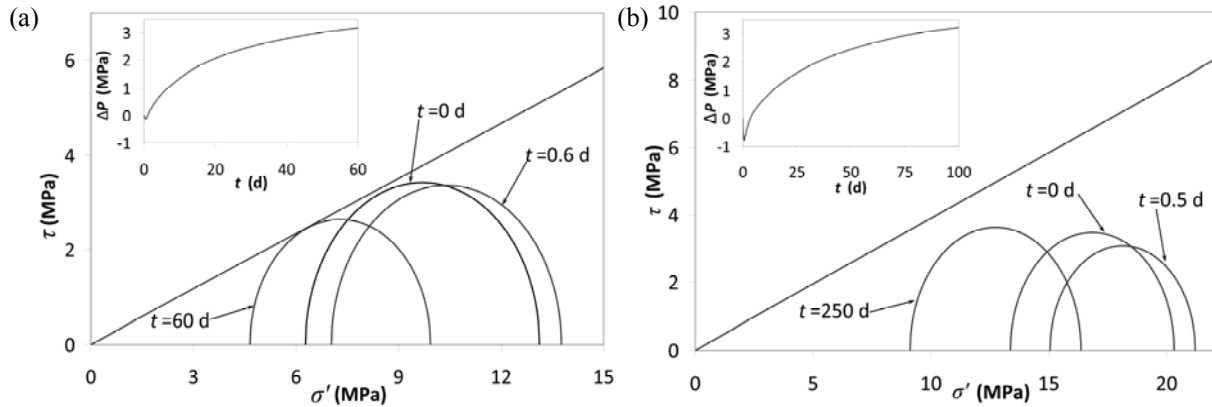 (a)
ΔP (MPa)
3
2
1
0
-1
0 20 40 60
t (d)
τ (MPa)
6
4
2
0
t =0 d
t =0.6 d
t =60 d
0 3 6 9 12 15
σ′ (MPa)
(b)
ΔP (MPa)
3
2
1
0
-1
0 25 50 75 100
t (d)
τ (MPa)
10
8
6
4
2
0
t =0 d
t =0.5 d
t =250 d
0 5 10 15 20
σ′ (MPa)